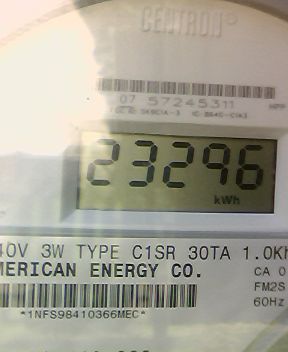 CENTRON®
07 57245311
23296
kWh
40V 3W TYPE C1SR 30TA 1.0Kh
MERICAN ENERGY CO.
CA 0
FM2S
60Hz
*1NFS98410366MEC*